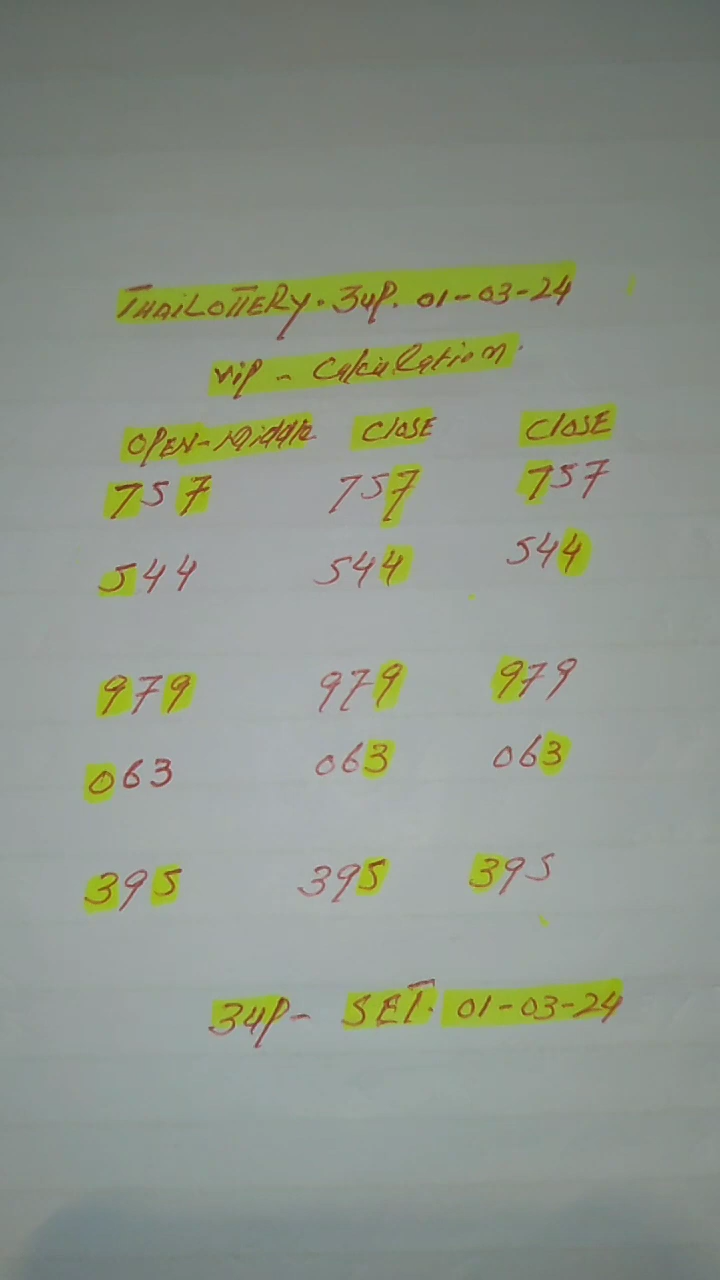 THAiLOTTERY. 3UP. 01-03-24
vip - Calculation.
OPEN-Middle CloSE CloSE
757 757 757
544 544 544
979 979 979
063 063 063
395 395 395
3UP- SET. 01-03-24